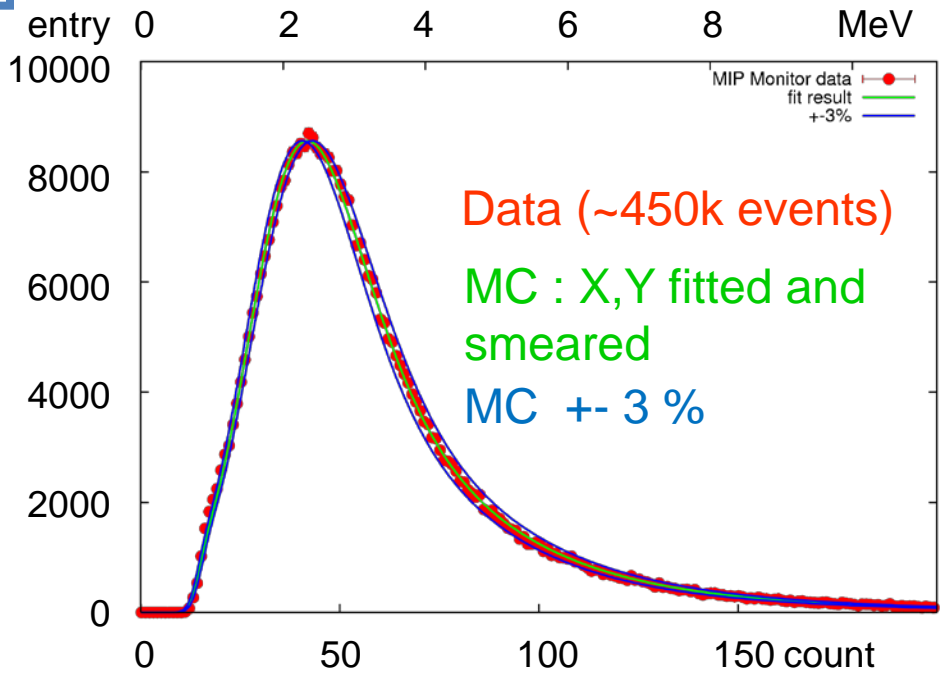 entry 0 2 4 6 8 MeV
10000
MIP Monitor data
fit result
+-3%
8000
Data (~450k events)
6000
MC : X,Y fitted and
smeared
4000
MC +- 3 %
2000
0
0 50 100 150 count